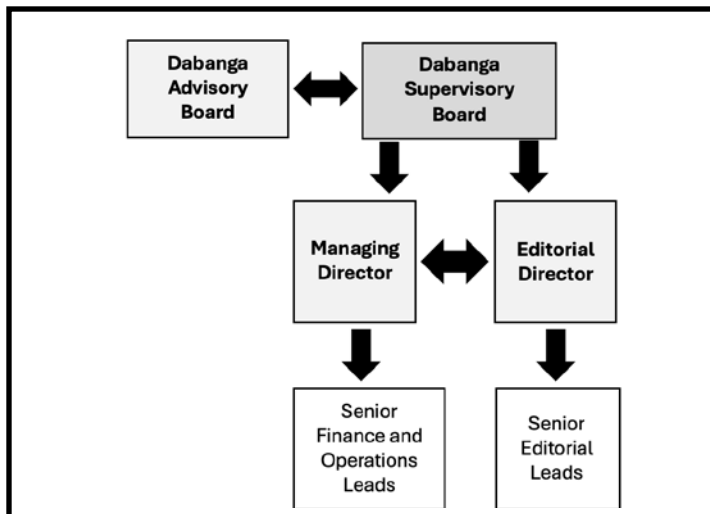 Dabanga
Advisory
Board
Dabanga
Supervisory
Board
Managing
Director
Editorial
Director
Senior
Finance and
Operations
Leads
Senior
Editorial
Leads